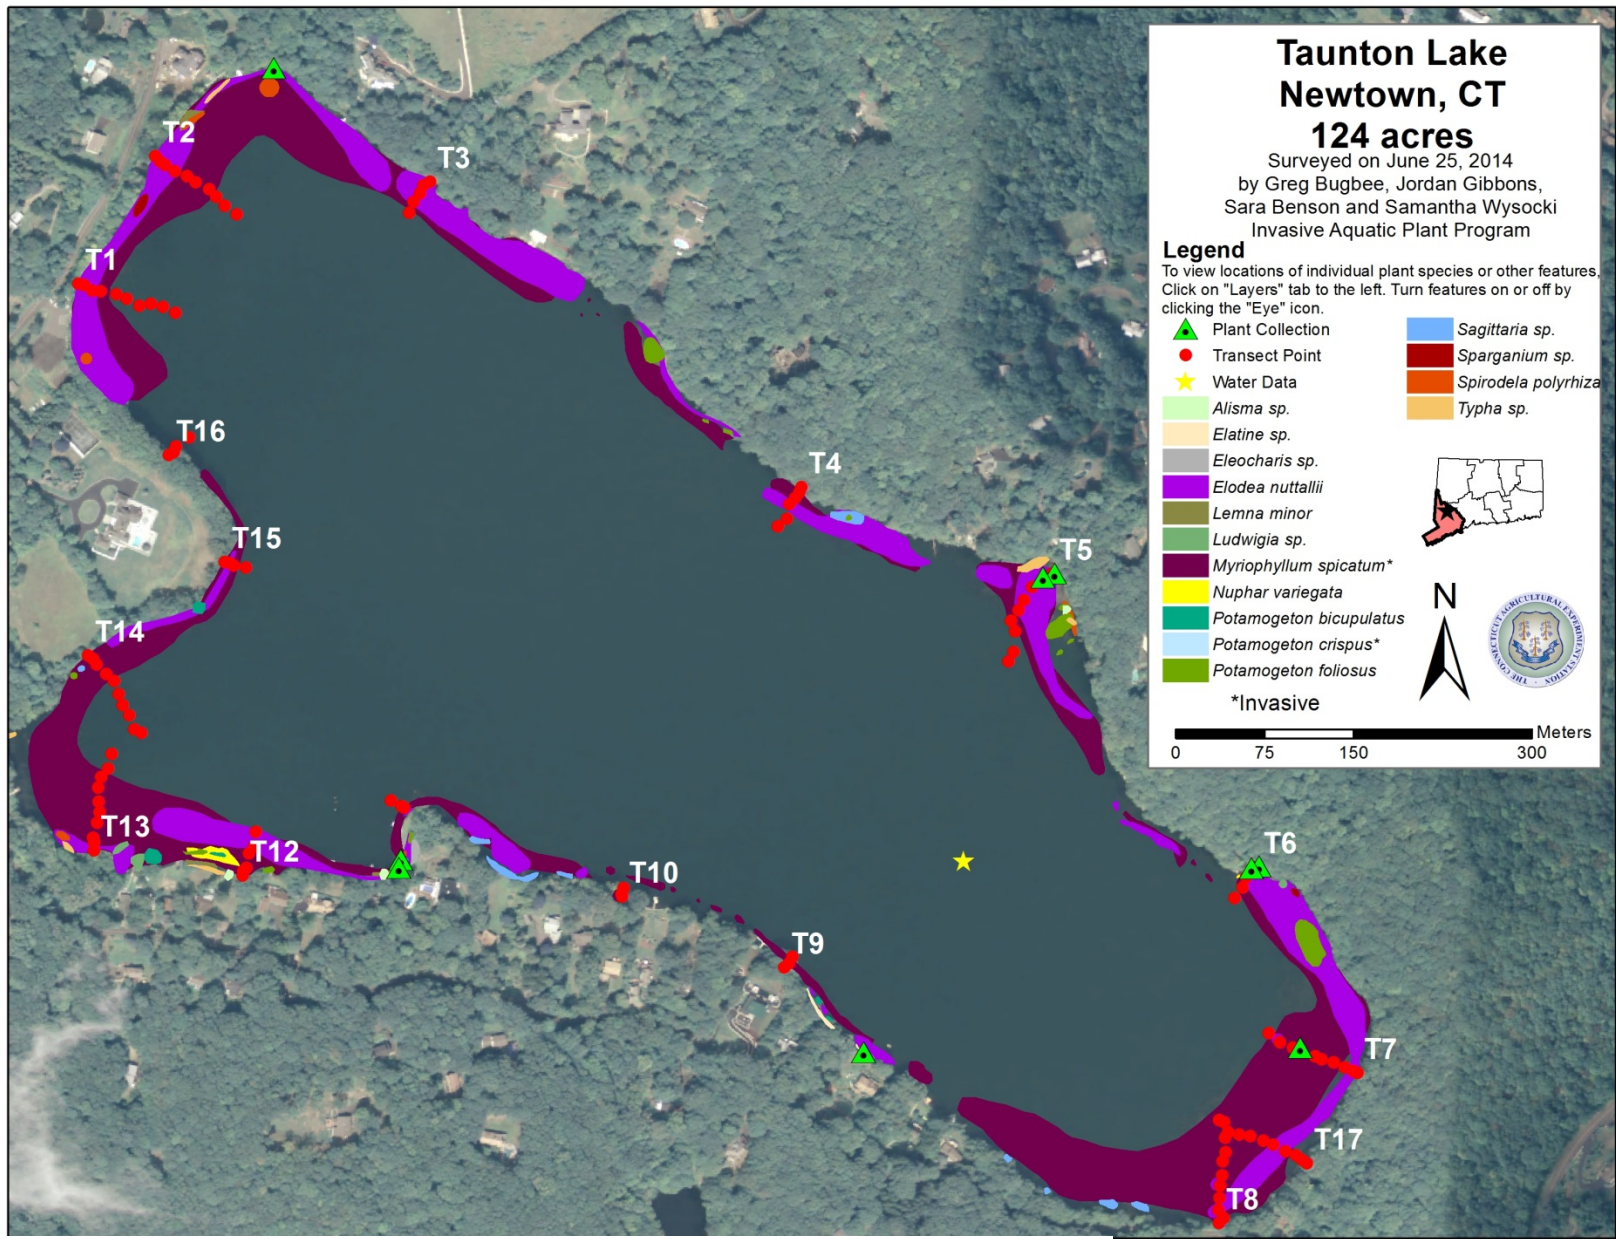 Taunton Lake
Newtown, CT
124 acres
Surveyed on June 25, 2014
by Greg Bugbee, Jordan Gibbons,
Sara Benson and Samantha Wysocki
Invasive Aquatic Plant Program
Legend
To view locations of individual plant species or other features,
Click on "Layers" tab to the left. Turn features on or off by
clicking the "Eye" icon.
Plant Collection
Transect Point
Water Data
Alisma sp.
Elatine sp.
Eleocharis sp.
Elodea nuttallii
Lemna minor
Ludwigia sp.
Myriophyllum spicatum*
Nuphar variegata
Potamogeton bicupulatus
Potamogeton crispus*
Potamogeton foliosus
Sagittaria sp.
Sparganium sp.
Spirodela polyrhiza
Typha sp.
*Invasive
N
THE CONNECTICUT AGRICULTURAL EXPERIMENT STATION
Meters
0 75 150 300
T2
T3
T1
T16
T4
T15
T5
T14
T13
T12
T6
T10
T9
T7
T17
T8